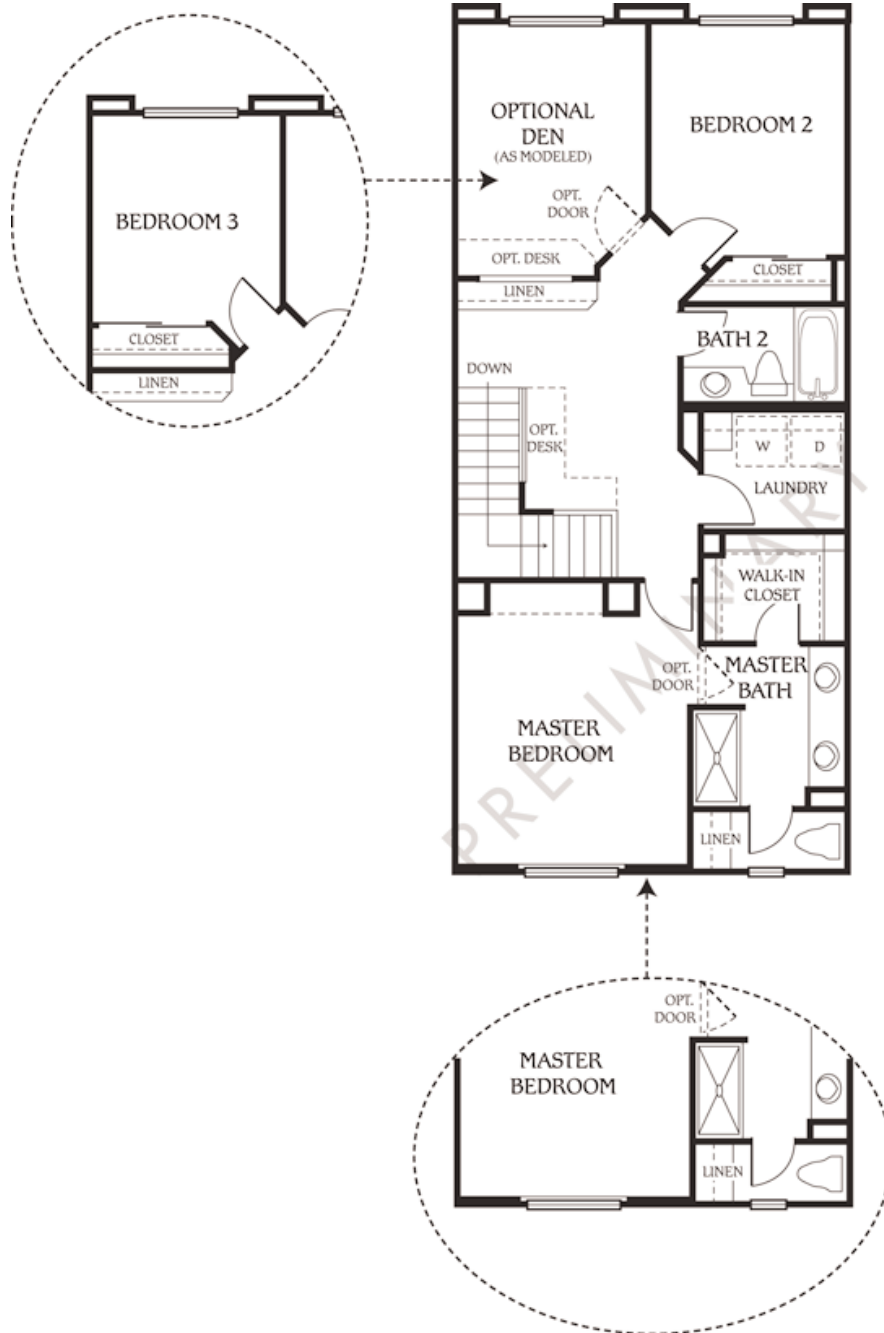 OPTIONAL
DEN
(AS MODELED)
BEDROOM 2
OPT.
DOOR
OPT. DESK
LINEN
CLOSET
BEDROOM 3
CLOSET
LINEN
BATH 2
DOWN
OPT.
DESK
W
D
LAUNDRY
WALK-IN
CLOSET
OPT.
DOOR
MASTER
BATH
MASTER
BEDROOM
LINEN
PRELIMINARY
OPT.
DOOR
MASTER
BEDROOM
LINEN